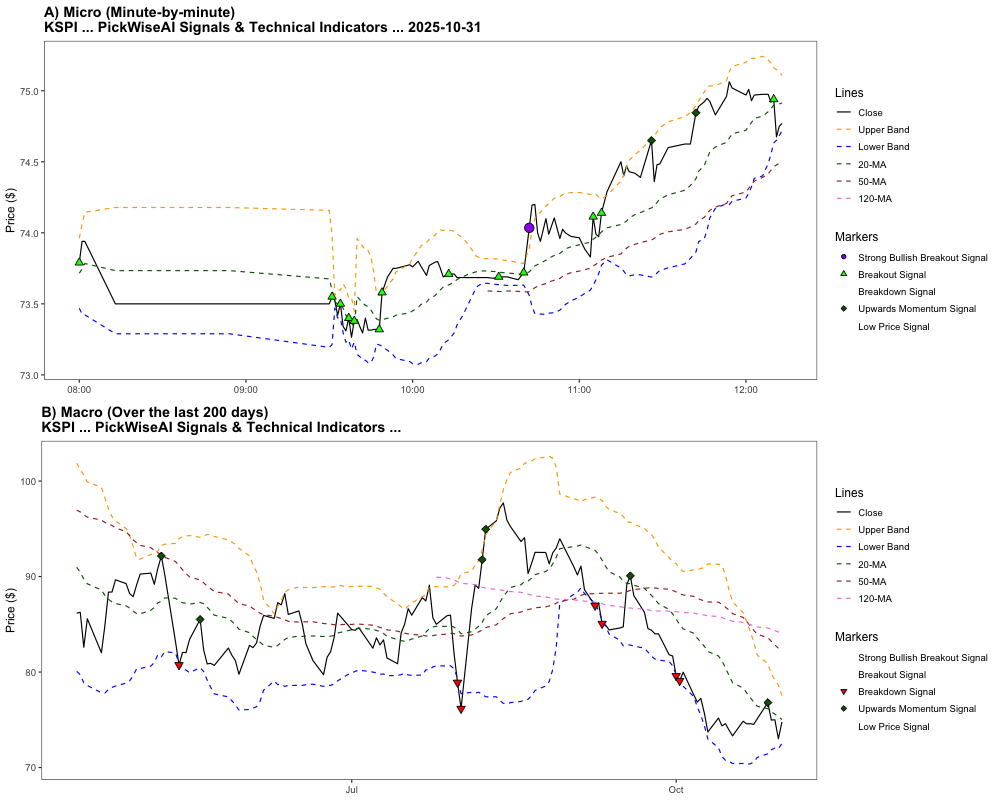 A) Micro (Minute-by-minute)
KSPI ... PickWiseAI Signals & Technical Indicators ... 2025-10-31
Price ($)
75.0
74.5
74.0
73.5
73.0
08:00
09:00
10:00
11:00
12:00
Lines
Close
Upper Band
Lower Band
20-MA
50-MA
120-MA
Markers
Strong Bullish Breakout Signal
Breakout Signal
Breakdown Signal
Upwards Momentum Signal
Low Price Signal
B) Macro (Over the last 200 days)
KSPI ... PickWiseAI Signals & Technical Indicators ...
Price ($)
100
90
80
70
Jul
Oct
Lines
Close
Upper Band
Lower Band
20-MA
50-MA
120-MA
Markers
Strong Bullish Breakout Signal
Breakout Signal
Breakdown Signal
Upwards Momentum Signal
Low Price Signal